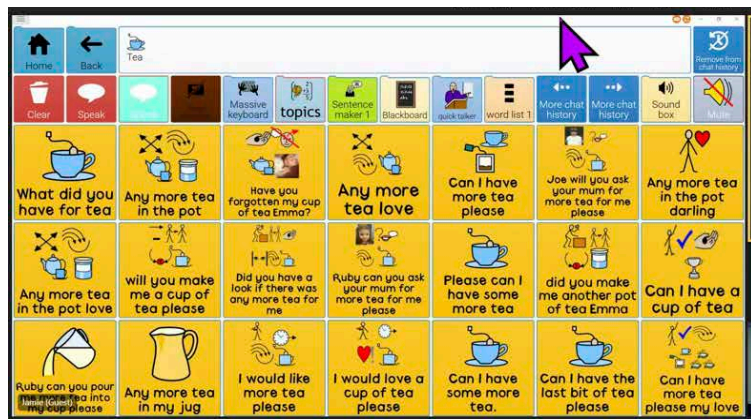 Home
Back
Tea
Remove from
chat history
Clear
Speak
Massive
keyboard
topics
Sentence
maker 1
Blackboard
quick talker
word list 1
More chat
history
More chat
history
Sound
box
Mute
What did you
have for tea
Any more tea
in the pot
Have you
forgotten my cup
of tea Emma?
Any more
tea love
Can I have
more tea
please
Joe will you ask
your mum for
more tea for me
please
Any more tea
in the pot
darling
Any more tea
in the pot love
will you make
me a cup of
tea please
Did you have a
look if there was
any more tea for
me
Ruby can you ask
your mum for
more tea for me
please
Please can I
have some
more tea
did you make
me another pot
of tea Emma
Can I have a
cup of tea
Ruby can you pour
me more tea into
my cup please
Jamie (Guest)
Any more tea
in my jug
I would like
more tea
please
I would love a
cup of tea
please
Can I have
some more
tea.
Can I have the
last bit of tea
please
Can I have
more tea
please my love